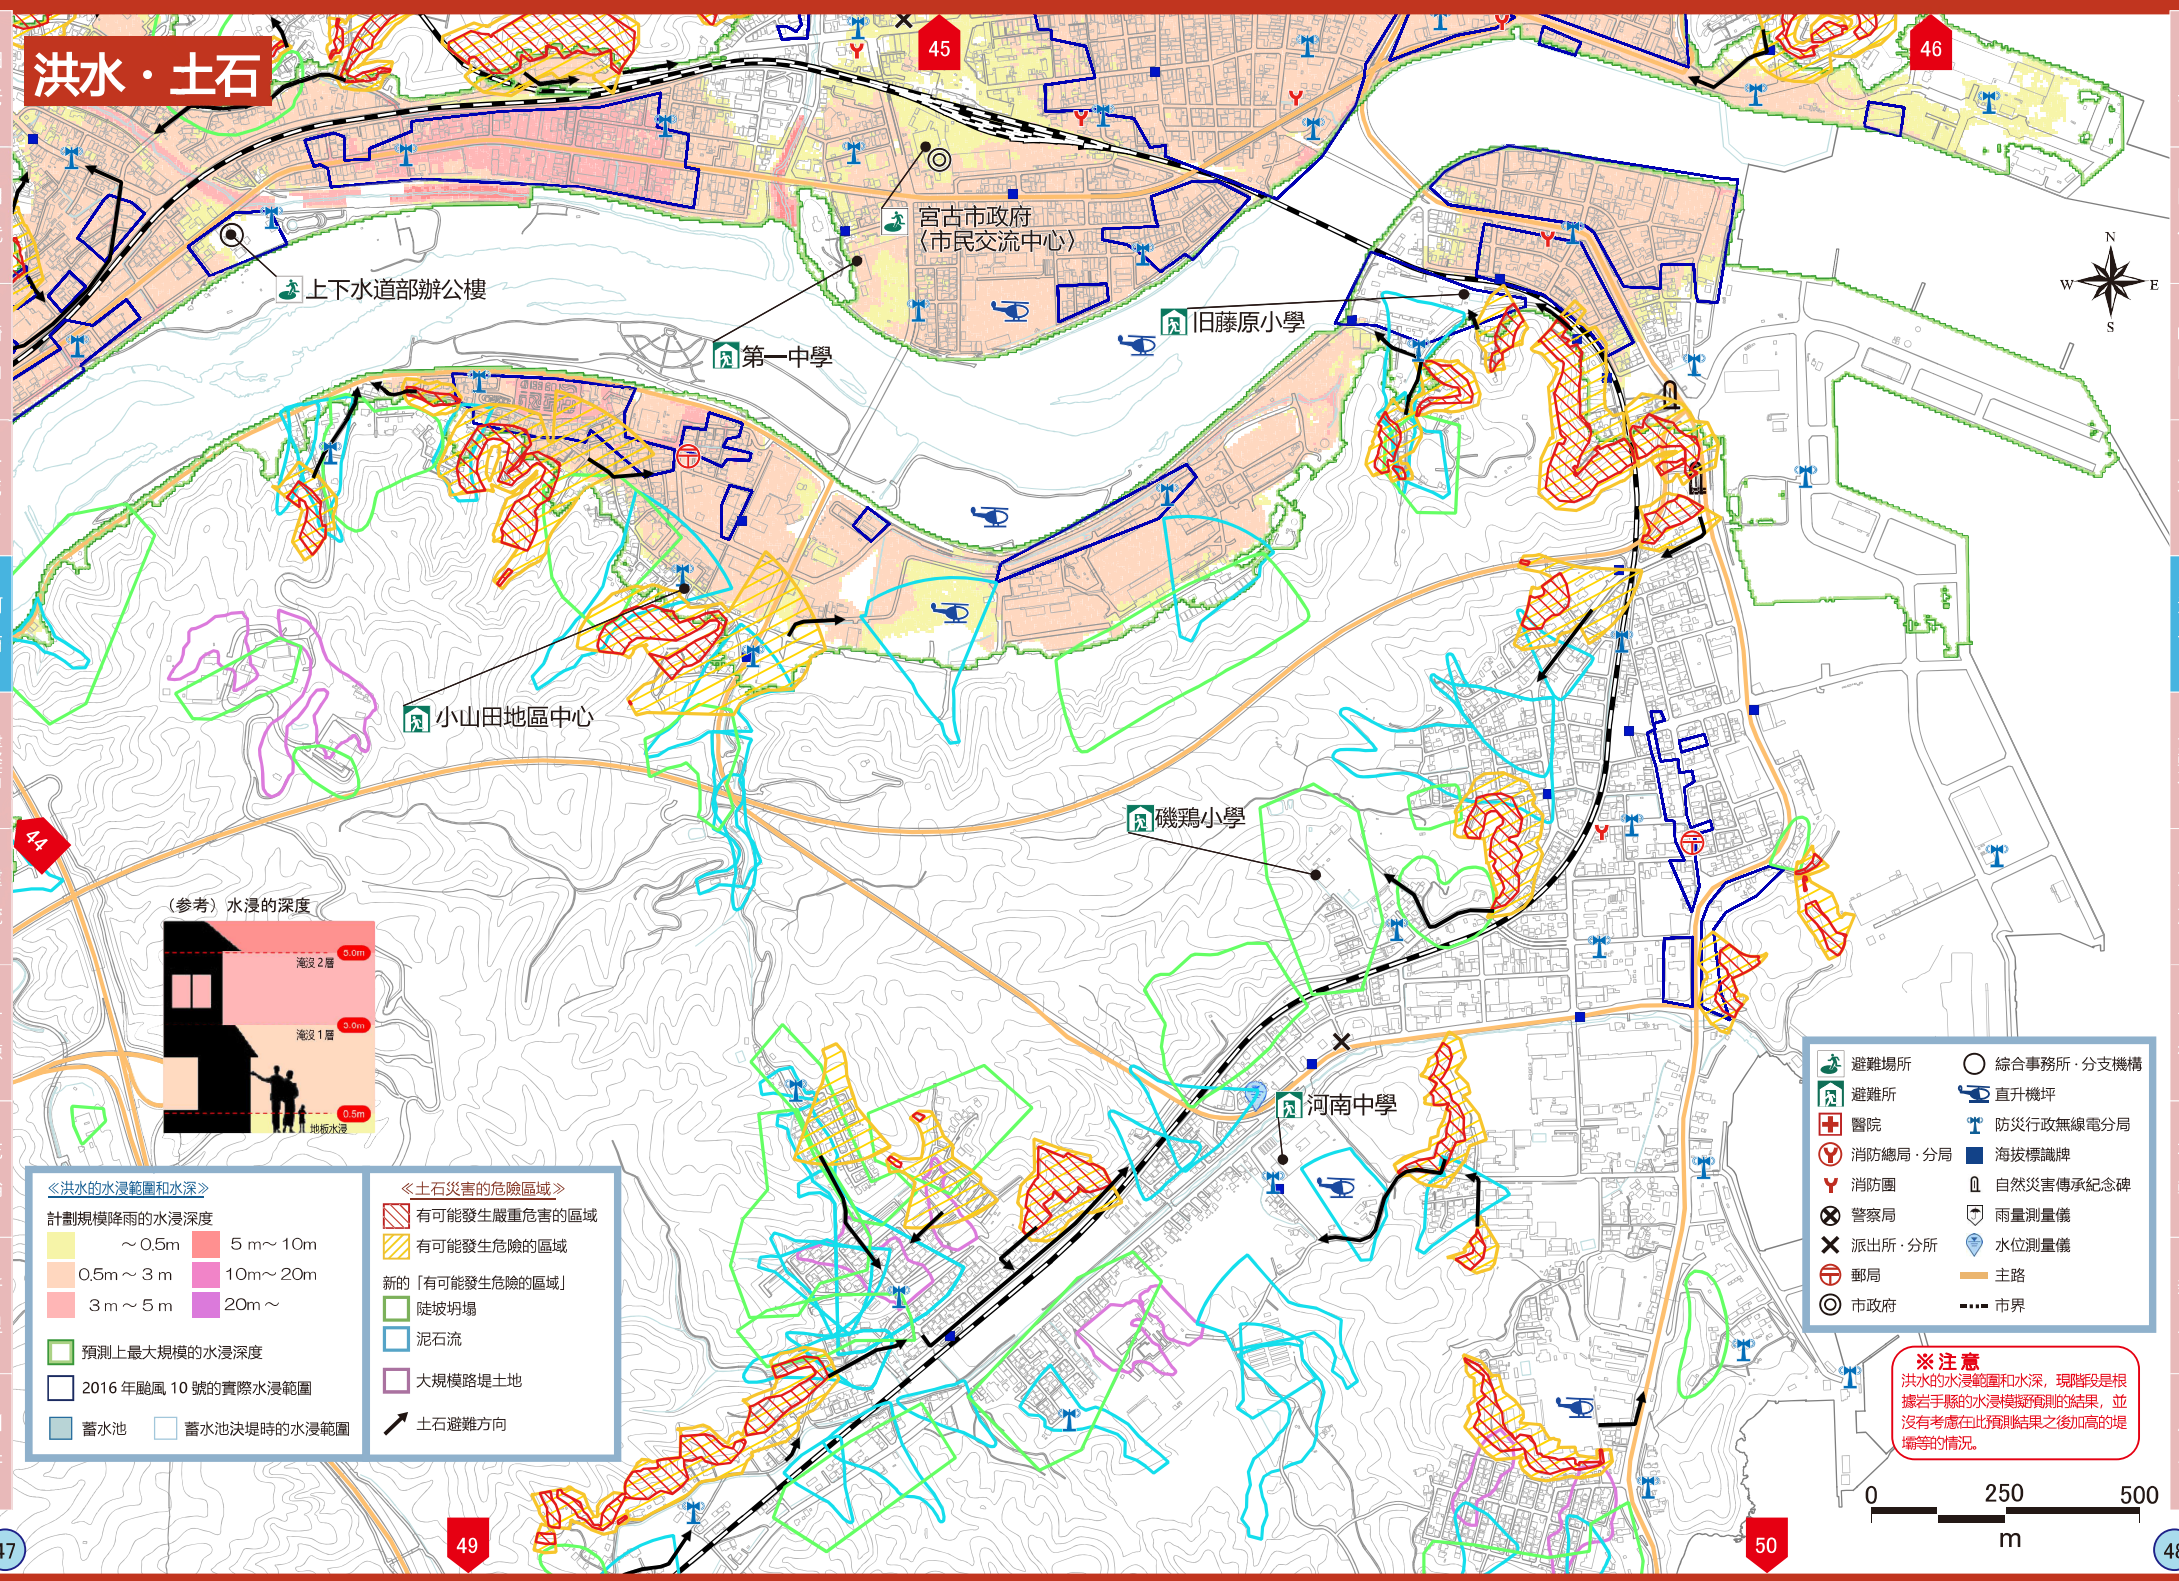 洪水・土石
45
46
宮古市政府
〈市民交流中心〉
上下水道部辦公樓
第一中學
旧藤原小學
N
W E
S
小山田地區中心
磯鶏小學
44
(参考) 水浸的深度
5.0m
淹沒2層
3.0m
淹沒1層
0.5m
地板水浸
河南中學
≪洪水的水浸範圍和水深≫
計劃規模降雨的水浸深度
～0.5m
5 m～10m
0.5m～3 m
10m～20m
3 m～5 m
20m～
預測上最大規模的水浸深度
2016 年颱風 10 號的實際水浸範圍
蓄水池
蓄水池決堤時的水浸範圍
≪土石災害的危險區域≫
有可能發生嚴重危害的區域
有可能發生危險的區域
新的「有可能發生危險的區域」
陡坡坍塌
泥石流
大規模路堤土地
土石避難方向
避難場所
綜合事務所・分支機構
避難所
直升機坪
醫院
防災行政無線電分局
消防總局・分局
海拔標識牌
消防團
自然災害傳承紀念碑
警察局
雨量測量儀
派出所・分所
水位測量儀
郵局
主路
市政府
市界
※注意
洪水的水浸範圍和水深，現階段是根
據岩手縣的水浸模擬預測的結果，並
沒有考慮在此預測結果之後加高的堤
壩等的情況。
0 250 500
m
47
49
50
48